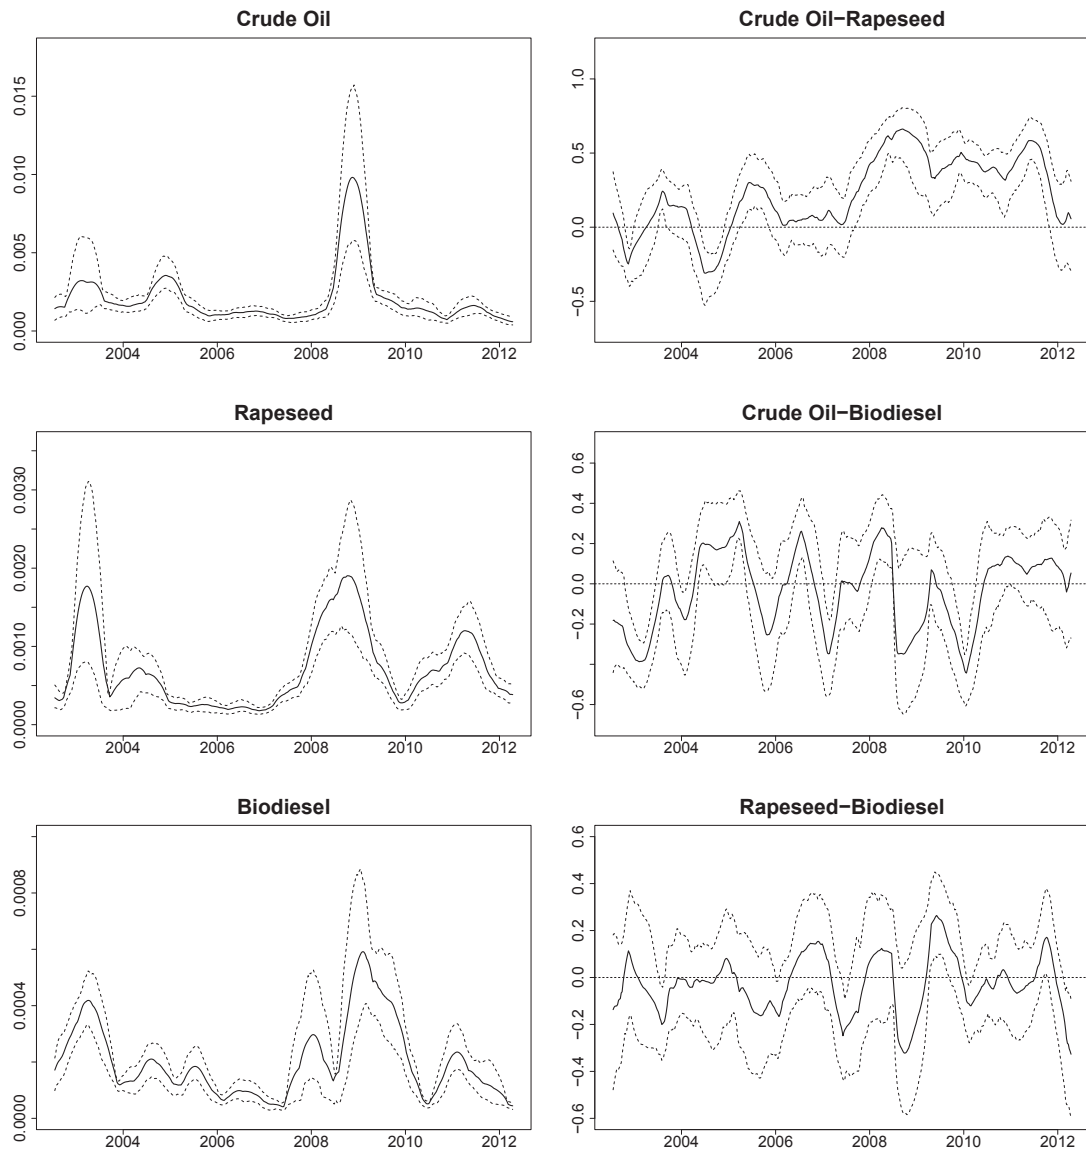 Crude Oil
0.015
0.010
0.005
0.000
2004 2006 2008 2010 2012
Crude Oil−Rapeseed
1.0
0.5
0.0
−0.5
2004 2006 2008 2010 2012
Rapeseed
0.0030
0.0020
0.0010
0.0000
2004 2006 2008 2010 2012
Crude Oil−Biodiesel
0.6
0.4
0.2
0.0
−0.2
−0.6
2004 2006 2008 2010 2012
Biodiesel
0.0008
0.0004
0.0000
2004 2006 2008 2010 2012
Rapeseed−Biodiesel
0.6
0.4
0.2
0.0
−0.2
−0.4
−0.6
2004 2006 2008 2010 2012